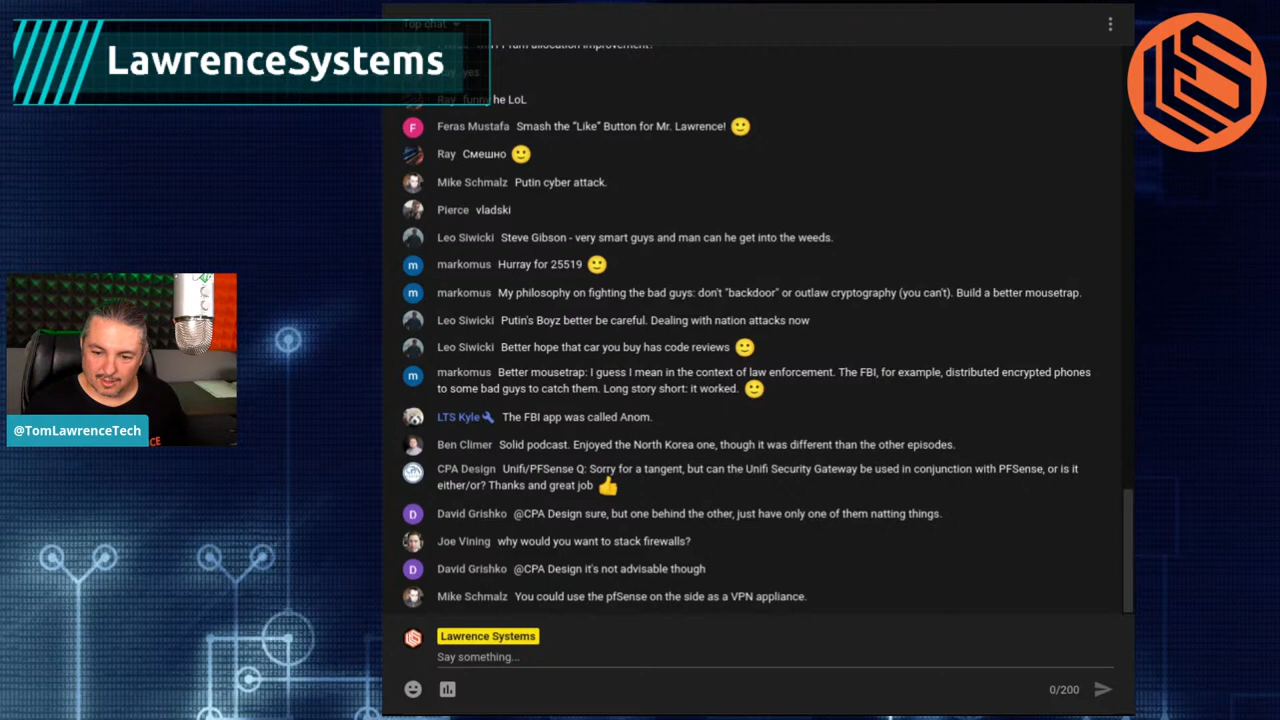 LawrenceSystems
Top chat
yes
Ray funny he LoL
Feras Mustafa Smash the “Like” Button for Mr. Lawrence! 🙂
Ray Смешно 🙂
Mike Schmalz Putin cyber attack.
Pierce vladski
Leo Siwicki Steve Gibson - very smart guys and man can he get into the weeds.
markomus Hurray for 25519 🙂
markomus My philosophy on fighting the bad guys: don't "backdoor" or outlaw cryptography (you can't). Build a better mousetrap.
Leo Siwicki Putin's Boyz better be careful. Dealing with nation attacks now
Leo Siwicki Better hope that car you buy has code reviews 🙂
markomus Better mousetrap: I guess I mean in the context of law enforcement. The FBI, for example, distributed encrypted phones
to some bad guys to catch them. Long story short: it worked. 🙂
LTS Kyle The FBI app was called Anom.
Ben Climer Solid podcast. Enjoyed the North Korea one, though it was different than the other episodes.
CPA Design Unifi/PFSense Q: Sorry for a tangent, but can the Unifi Security Gateway be used in conjunction with PFSense, or is it
either/or? Thanks and great job 👍
David Grishko @CPA Design sure, but one behind the other, just have only one of them natting things.
Joe Vining why would you want to stack firewalls?
David Grishko @CPA Design it's not advisable though
Mike Schmalz You could use the pfSense on the side as a VPN appliance.
Lawrence Systems
Say something...
0/200
@TomLawrenceTech